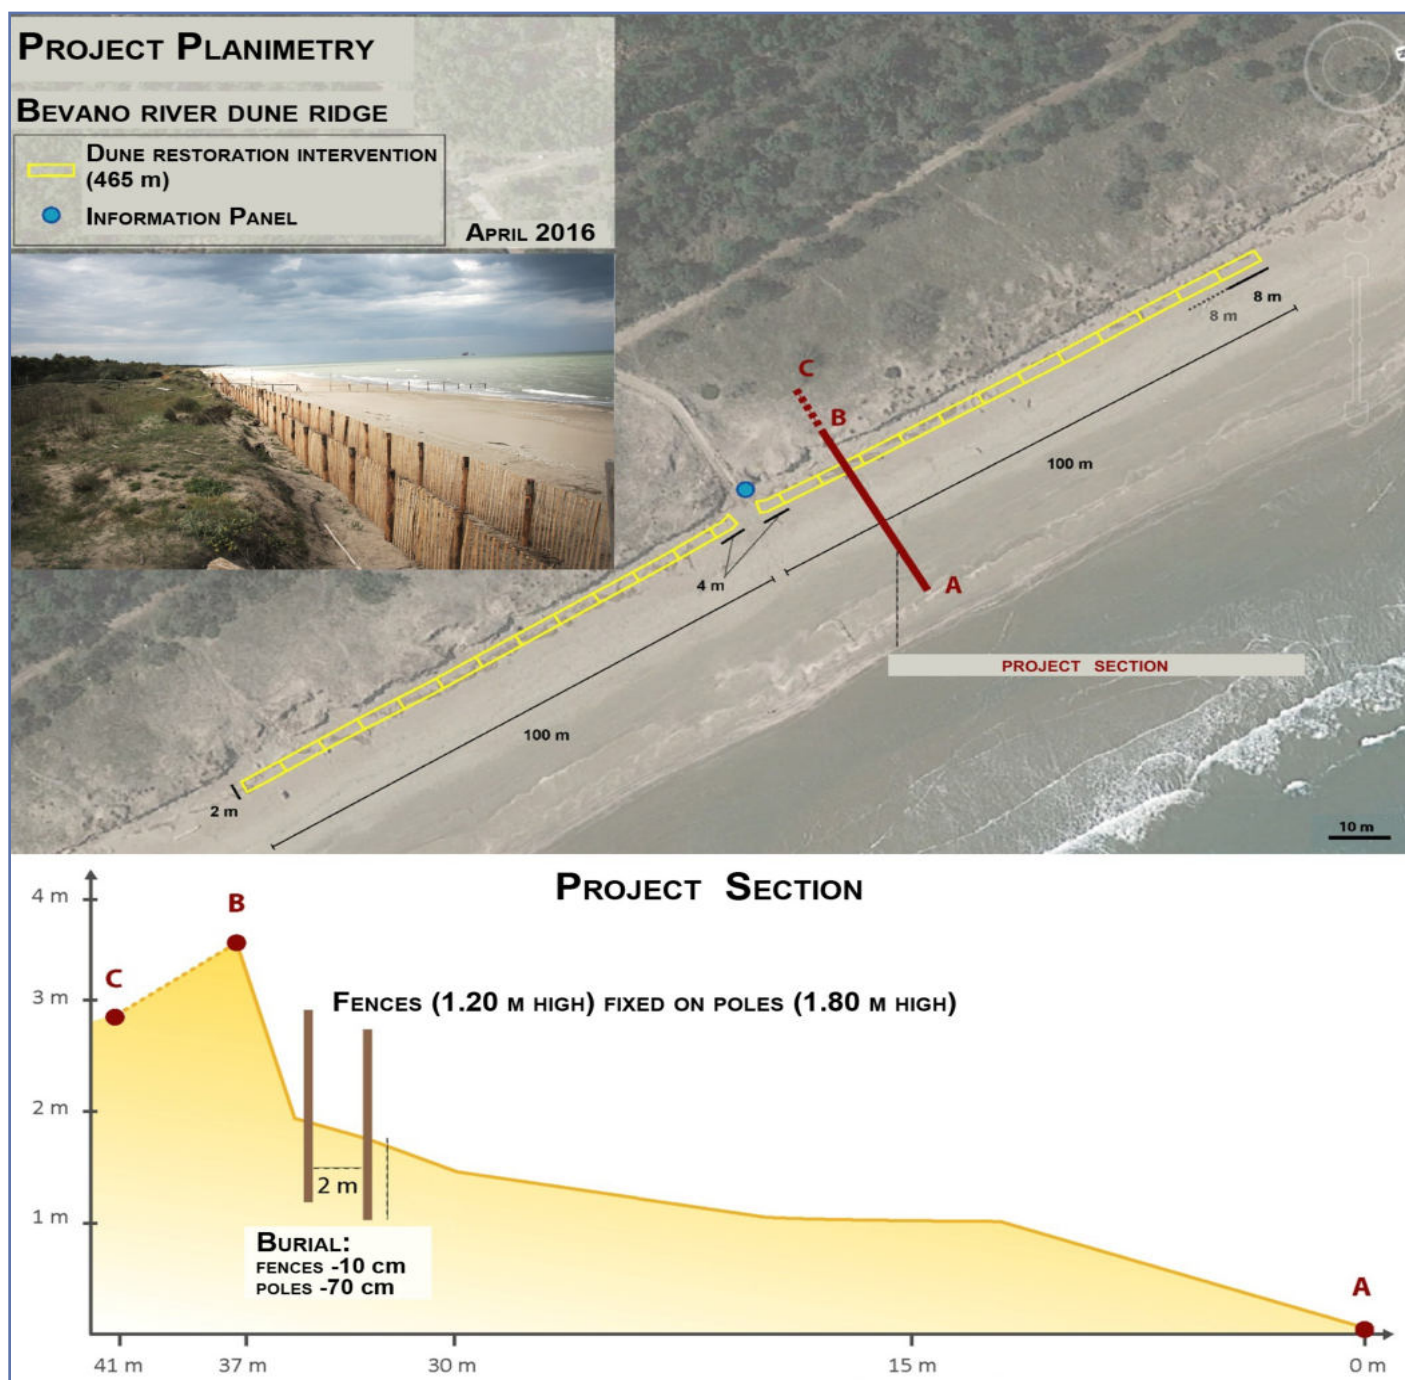 PROJECT PLANIMETRY
BEVANO RIVER DUNE RIDGE
DUNE RESTORATION INTERVENTION
(465 m)
INFORMATION PANEL
APRIL 2016
8 m
8 m
C
B
100 m
4 m
A
PROJECT SECTION
100 m
2 m
10 m
PROJECT SECTION
4 m
B
C
3 m
FENCES (1.20 M HIGH) FIXED ON POLES (1.80 M HIGH)
2 m
2 m
1 m
BURIAL:
FENCES -10 cm
POLES -70 cm
A
41 m
37 m
30 m
15 m
0 m